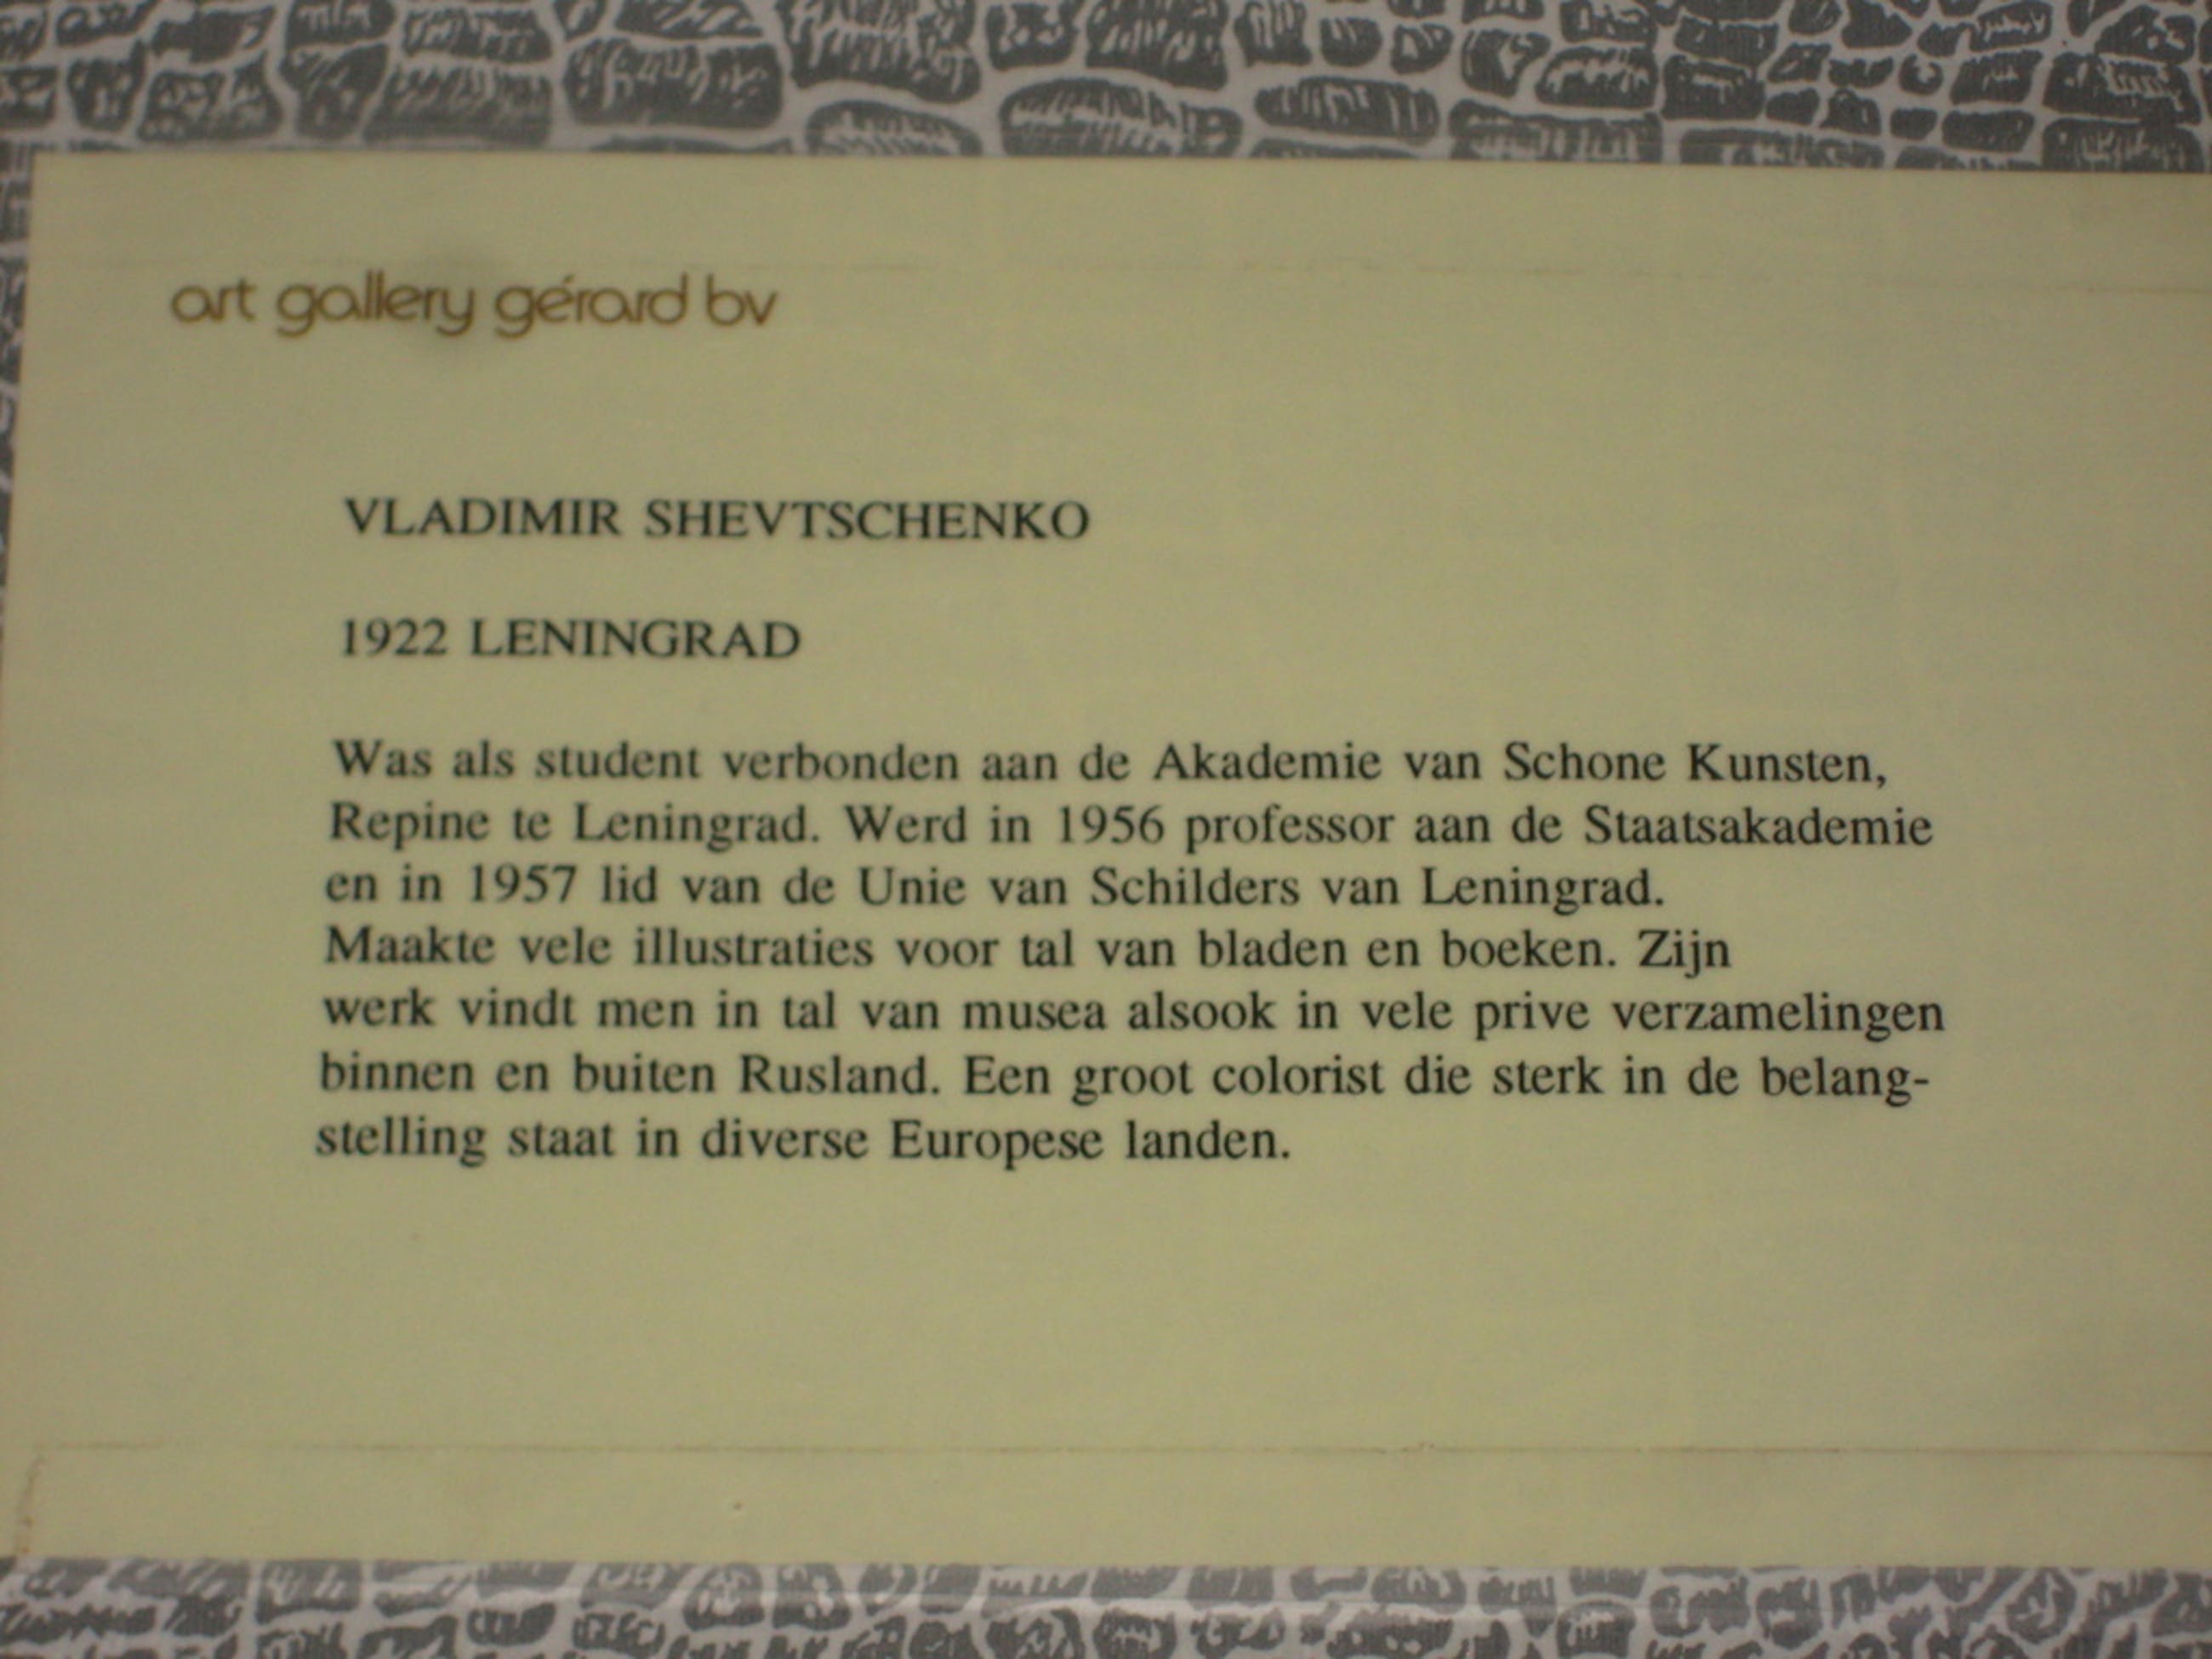 art gallery gérard bv
VLADIMIR SHEVTSCHENKO
1922 LENINGRAD
Was als student verbonden aan de Akademie van Schone Kunsten,
Repine te Leningrad. Werd in 1956 professor aan de Staatsakademie
en in 1957 lid van de Unie van Schilders van Leningrad.
Maakte vele illustraties voor tal van bladen en boeken. Zijn
werk vindt men in tal van musea alsook in vele prive verzamelingen
binnen en buiten Rusland. Een groot colorist die sterk in de belang-
stelling staat in diverse Europese landen.